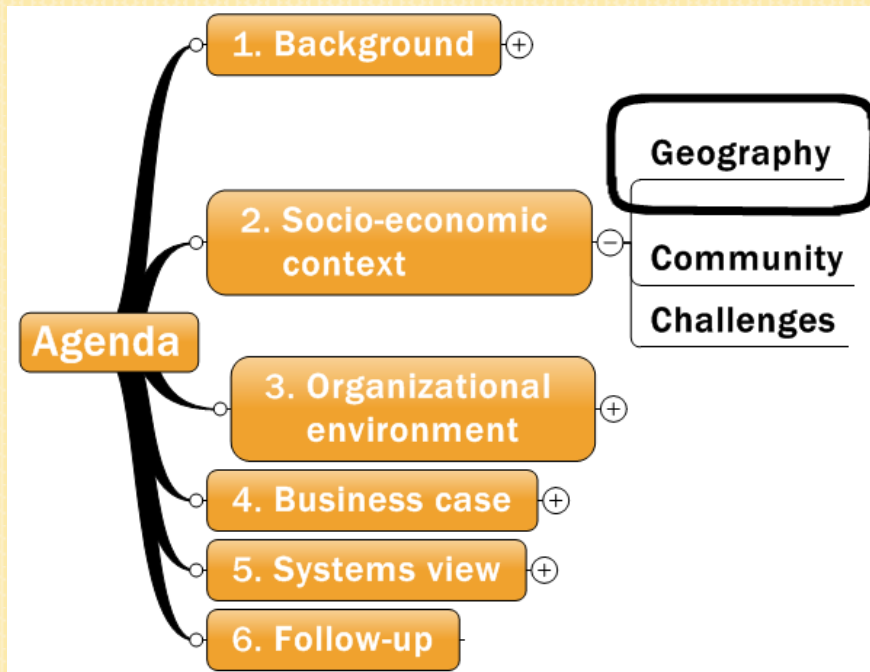 1. Background
Geography
2. Socio-economic
context
Community
Challenges
Agenda
3. Organizational
environment
4. Business case
5. Systems view
6. Follow-up